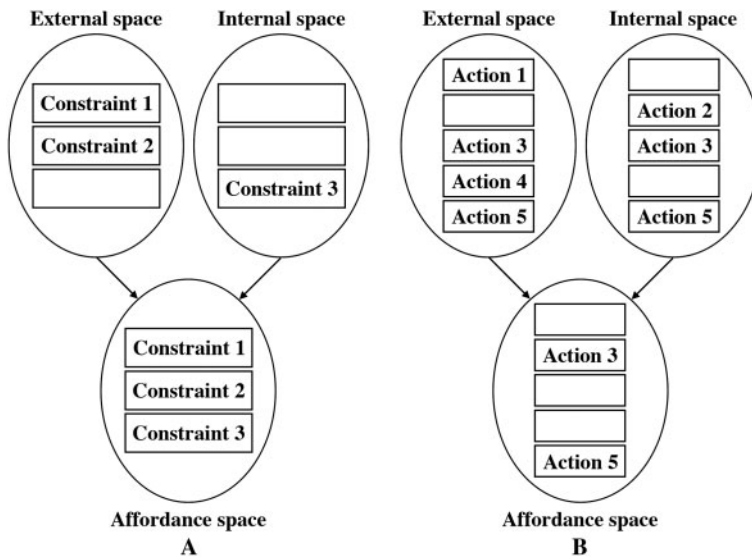 External space
Internal space
Constraint 1
Constraint 2
Constraint 3
Constraint 1
Constraint 2
Constraint 3
Affordance space
A
External space
Internal space
Action 1
Action 3
Action 4
Action 5
Action 2
Action 3
Action 5
Action 3
Action 5
Affordance space
B